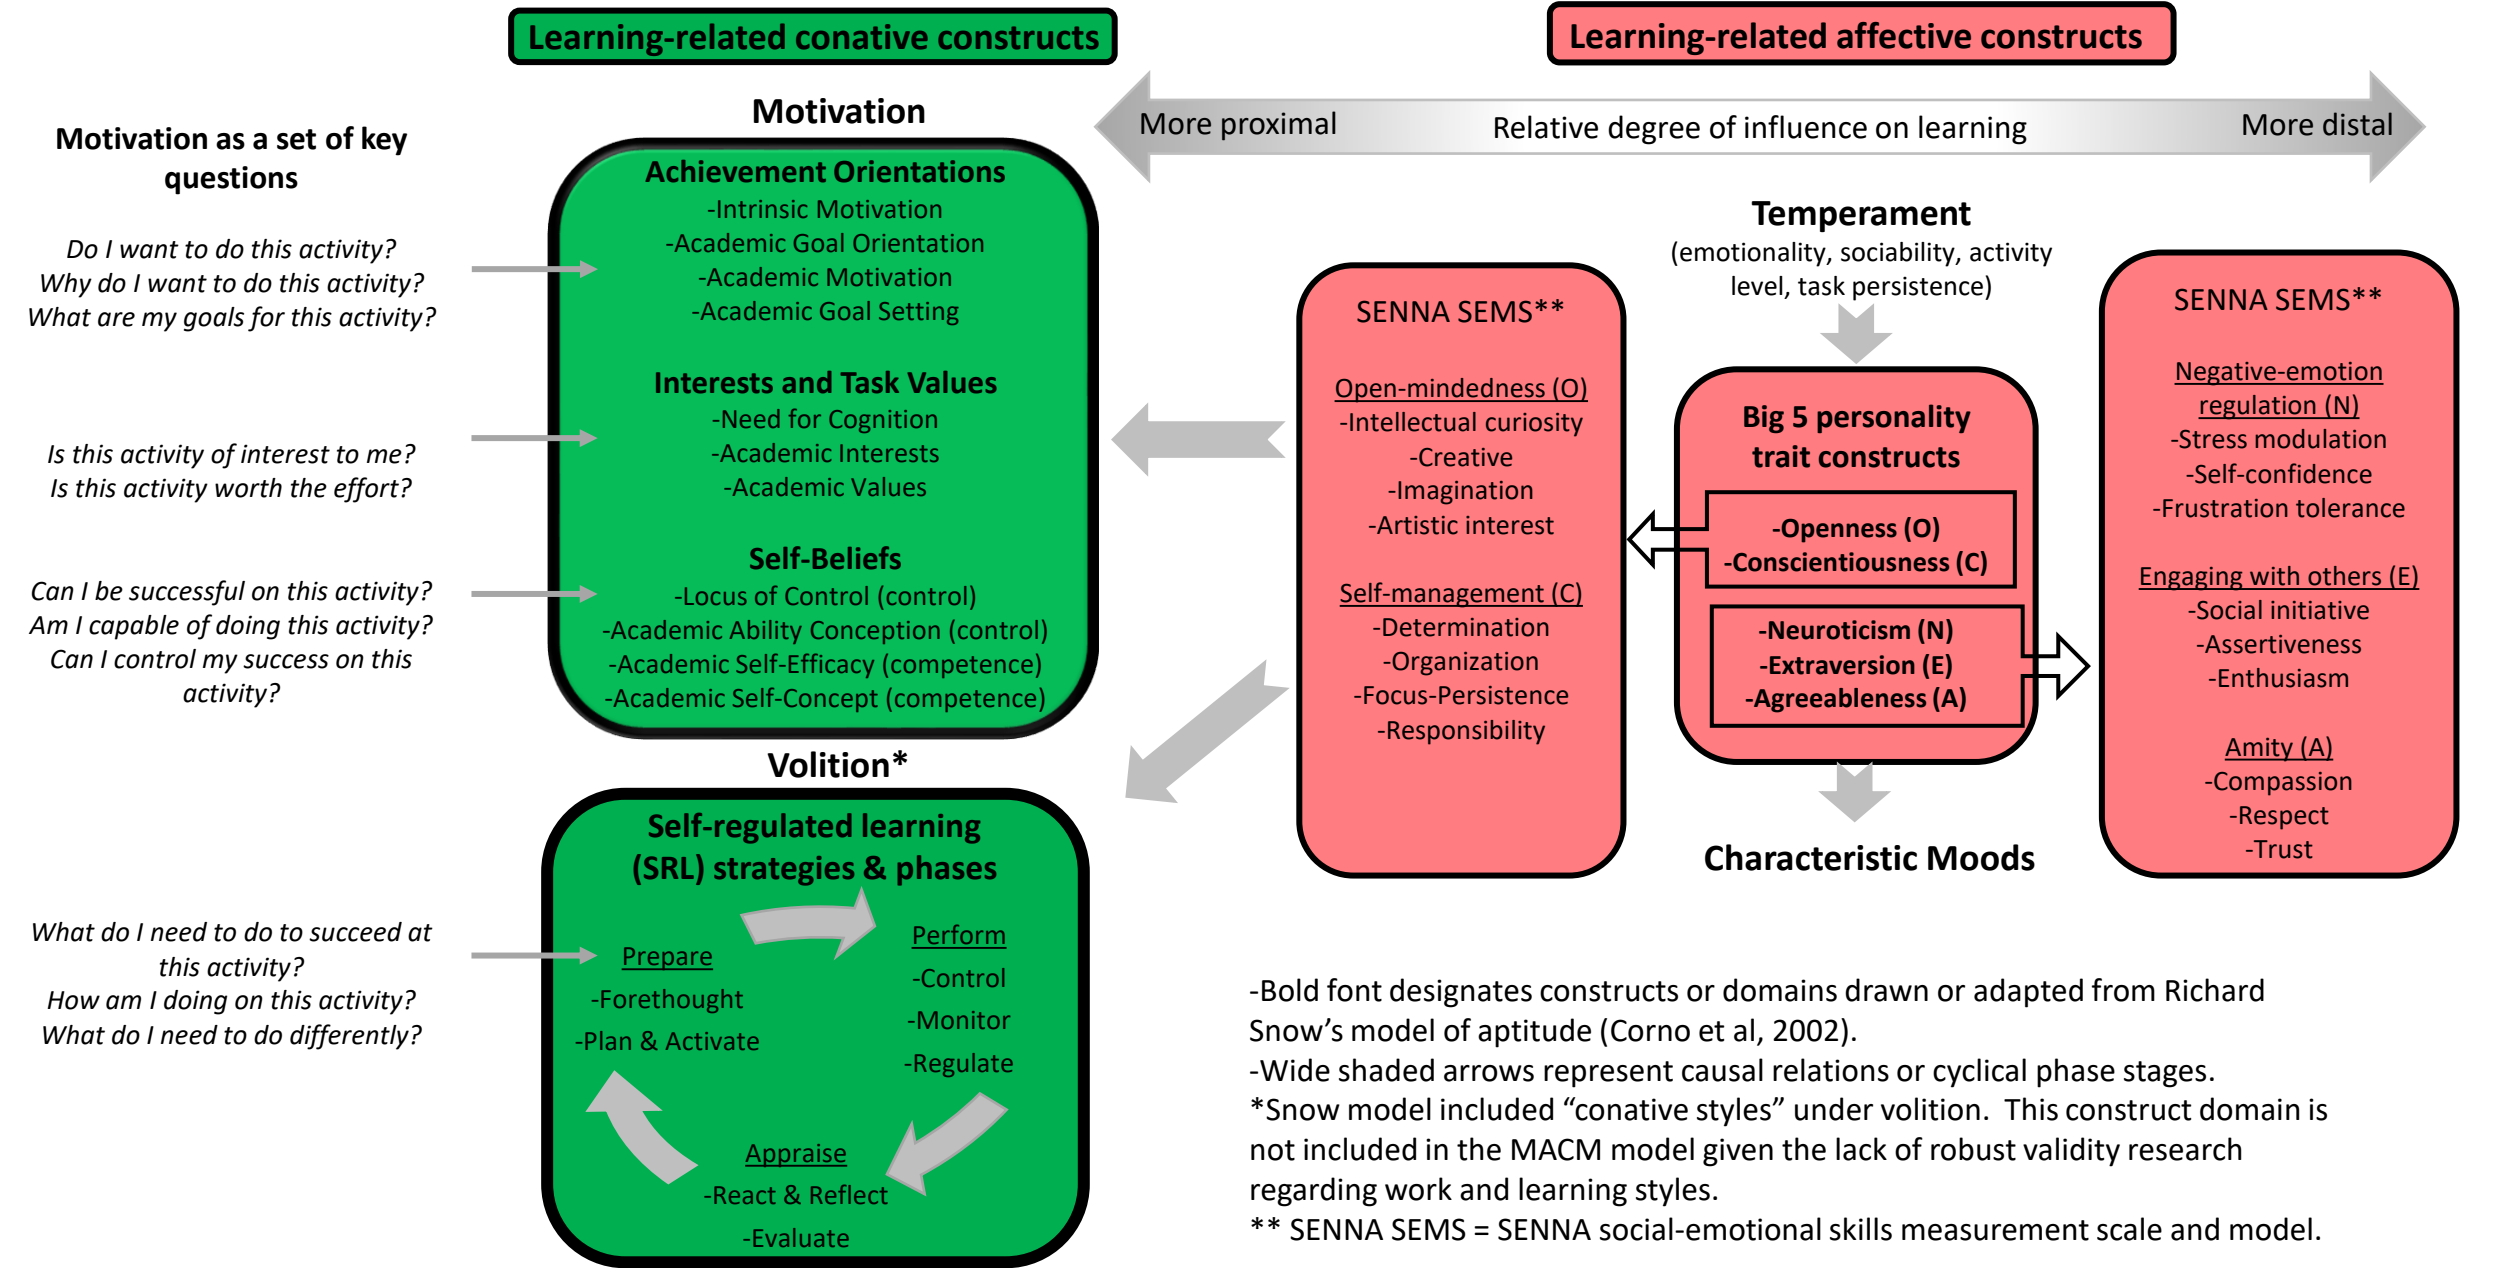 Learning-related conative constructs
Learning-related affective constructs
More proximal
Relative degree of influence on learning
More distal
Motivation as a set of key
questions
Do I want to do this activity?
Why do I want to do this activity?
What are my goals for this activity?
Is this activity of interest to me?
Is this activity worth the effort?
Can I be successful on this activity?
Am I capable of doing this activity?
Can I control my success on this
activity?
What do I need to do to succeed at
this activity?
How am I doing on this activity?
What do I need to do differently?
Motivation
Achievement Orientations
-Intrinsic Motivation
-Academic Goal Orientation
-Academic Motivation
-Academic Goal Setting
Interests and Task Values
-Need for Cognition
-Academic Interests
-Academic Values
Self-Beliefs
-Locus of Control (control)
-Academic Ability Conception (control)
-Academic Self-Efficacy (competence)
-Academic Self-Concept (competence)
Volition*
Self-regulated learning
(SRL) strategies & phases
Prepare
-Forethought
-Plan & Activate
Perform
-Control
-Monitor
-Regulate
Appraise
-React & Reflect
-Evaluate
SENNA SEMS**
Open-mindedness (O)
-Intellectual curiosity
-Creative
-Imagination
-Artistic interest
Self-management (C)
-Determination
-Organization
-Focus-Persistence
-Responsibility
Temperament
(emotionality, sociability, activity
level, task persistence)
Big 5 personality
trait constructs
-Openness (O)
-Conscientiousness (C)
-Neuroticism (N)
-Extraversion (E)
-Agreeableness (A)
Characteristic Moods
SENNA SEMS**
Negative-emotion
regulation (N)
-Stress modulation
-Self-confidence
-Frustration tolerance
Engaging with others (E)
-Social initiative
-Assertiveness
-Enthusiasm
Amity (A)
-Compassion
-Respect
-Trust
-Bold font designates constructs or domains drawn or adapted from Richard
Snow’s model of aptitude (Corno et al, 2002).
-Wide shaded arrows represent causal relations or cyclical phase stages.
*Snow model included “conative styles” under volition.  This construct domain is
not included in the MACM model given the lack of robust validity research
regarding work and learning styles.
** SENNA SEMS = SENNA social-emotional skills measurement scale and model.